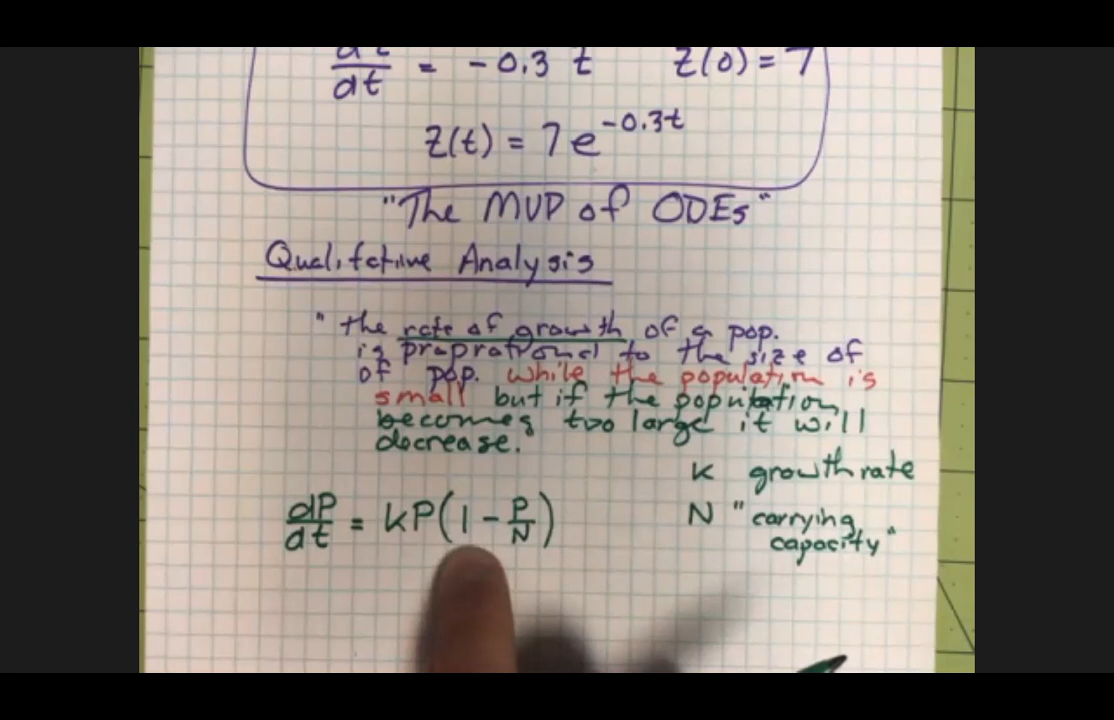 dt = -0.3 z z(0) = 7
z(t) = 7e^-0.3t
"The MVP of ODEs"
Qualitative Analysis
"the rate of growth of a pop.
is praprational to the size of
of pop. while the population is
small but if the population
becomes too large it will
decrease.
k growth rate
dP/dt = kP(1 - P/N)
N "carrying
capacity"